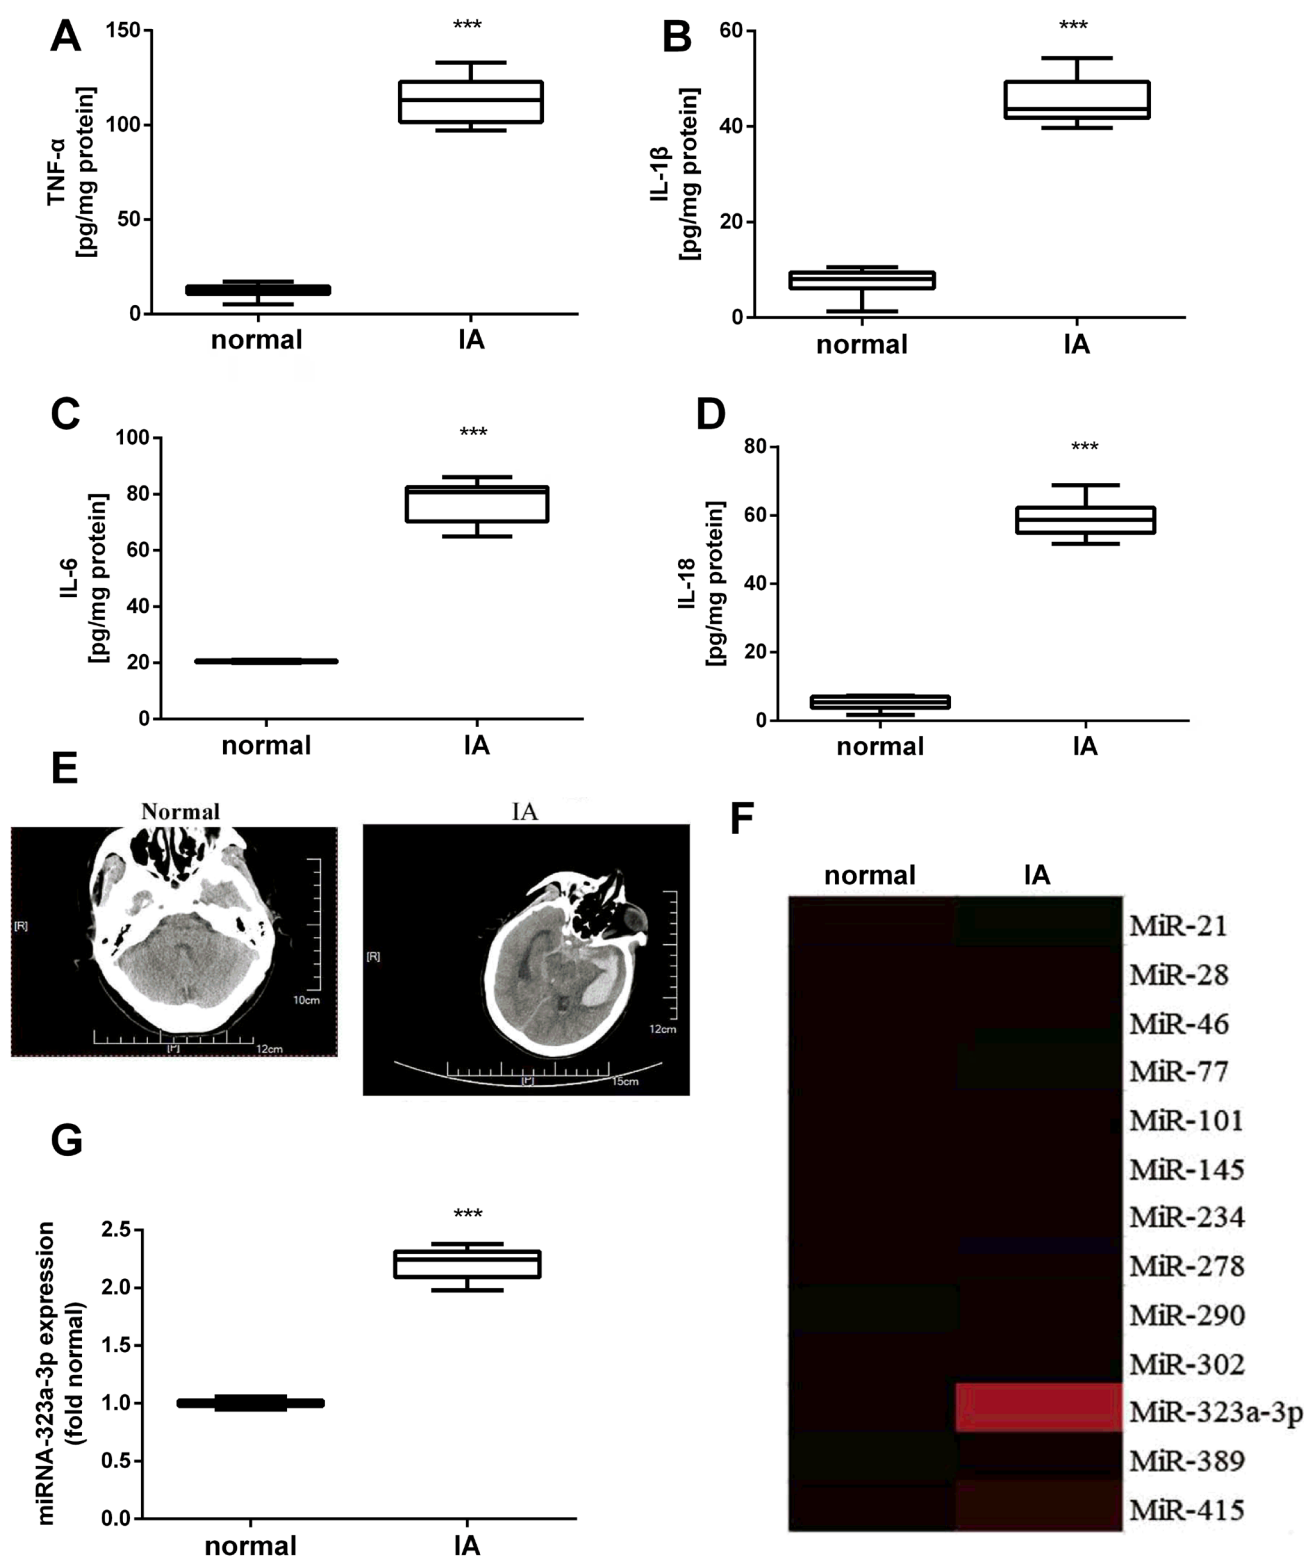 A
150
100
50
0
TNF-α
[pg/mg protein]
***
normal
IA
B
60
40
20
0
IL-1β
[pg/mg protein]
***
normal
IA
C
100
80
60
40
20
0
IL-6
[pg/mg protein]
***
normal
IA
D
80
60
40
20
0
IL-18
[pg/mg protein]
***
normal
IA
E
Normal
[R]
10cm
[P]
12cm
IA
[R]
12cm
[P]
15cm
F
normal
IA
MiR-21
MiR-28
MiR-46
MiR-77
MiR-101
MiR-145
MiR-234
MiR-278
MiR-290
MiR-302
MiR-323a-3p
MiR-389
MiR-415
G
2.5
2.0
1.5
1.0
0.5
0.0
miRNA-323a-3p expression
(fold normal)
***
normal
IA